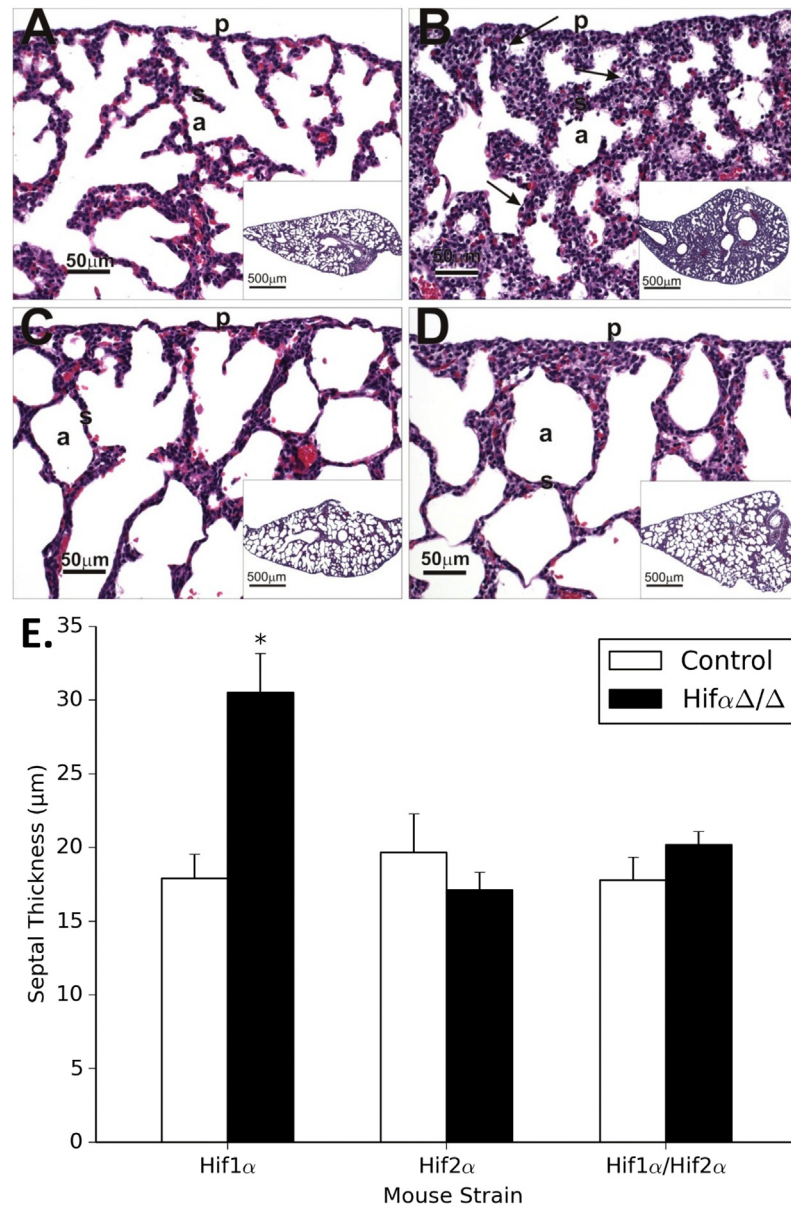 A
p
s
a
50μm
500μm
B
p
s
a
50μm
500μm
C
p
s
a
50μm
500μm
D
p
a
s
50μm
500μm
E.
35
30
25
20
15
10
5
0
*
Control
HifαΔ/Δ
Septal Thickness (μm)
Hif1α
Hif2α
Hif1α/Hif2α
Mouse Strain